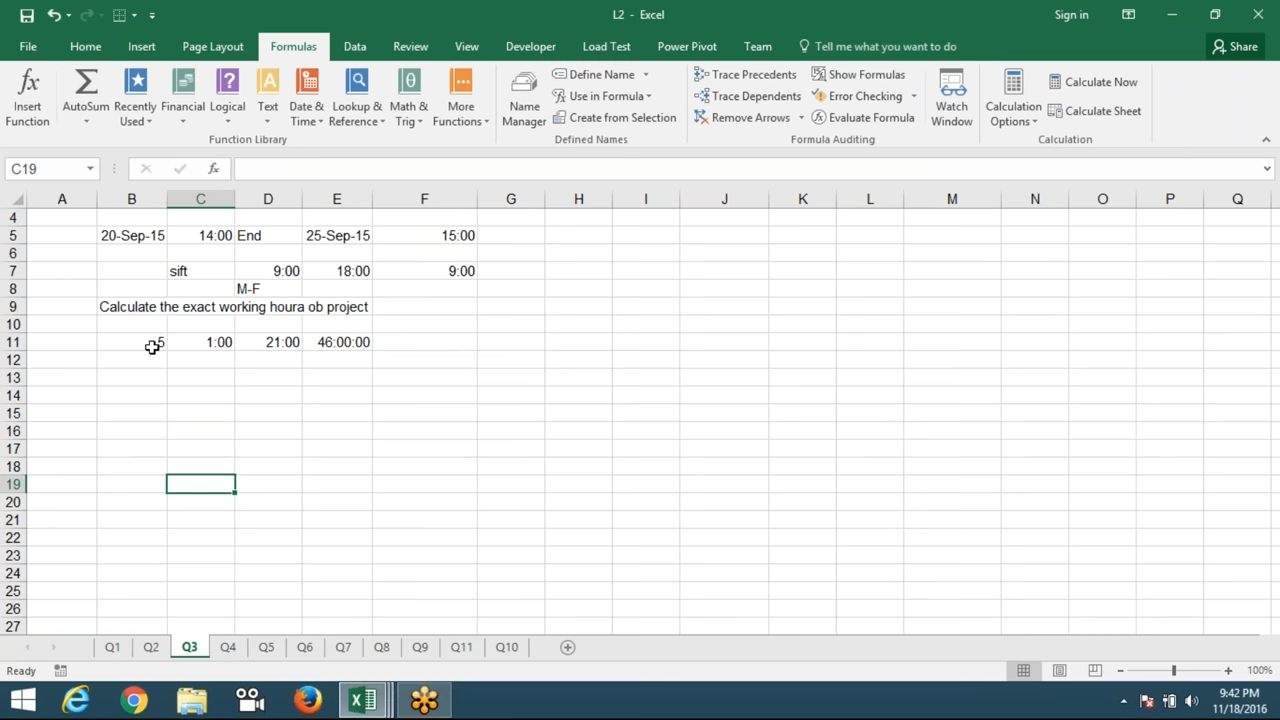 L2 - Excel
Sign in
File Home Insert Page Layout Formulas Data Review View Developer Load Test Power Pivot Team Tell me what you want to do Share
Insert Function
AutoSum
Recently Used
Financial
Logical
Text
Date & Time
Lookup & Reference
Math & Trig
More Functions
Function Library
Name Manager
Define Name
Use in Formula
Create from Selection
Defined Names
Trace Precedents
Trace Dependents
Remove Arrows
Show Formulas
Error Checking
Evaluate Formula
Formula Auditing
Watch Window
Calculation Options
Calculate Now
Calculate Sheet
Calculation
C19 fx
A B C D E F G H I J K L M N O P Q
4
5 20-Sep-15 14:00 End 25-Sep-15 15:00
6
7 sift 9:00 18:00 9:00
8 M-F
9 Calculate the exact working houra ob project
10
11 5 1:00 21:00 46:00:00
12
13
14
15
16
17
18
19
20
21
22
23
24
25
26
27
Q1 Q2 Q3 Q4 Q5 Q6 Q7 Q8 Q9 Q11 Q10
Ready 100%
9:42 PM
11/18/2016